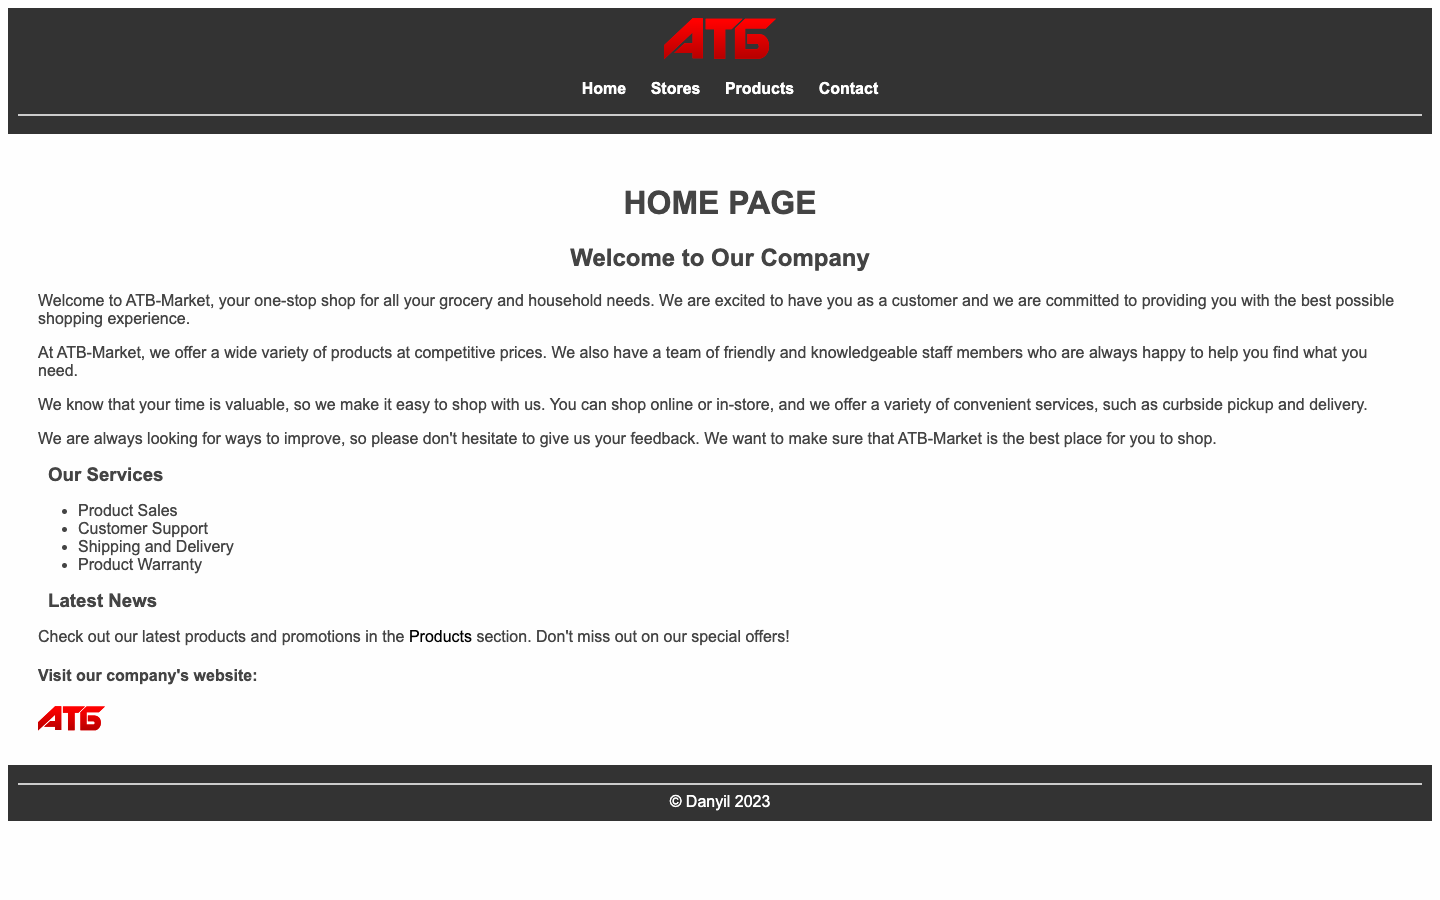 АТБ
Home Stores Products Contact
HOME PAGE
Welcome to Our Company
Welcome to ATB-Market, your one-stop shop for all your grocery and household needs. We are excited to have you as a customer and we are committed to providing you with the best possible
shopping experience.
At ATB-Market, we offer a wide variety of products at competitive prices. We also have a team of friendly and knowledgeable staff members who are always happy to help you find what you
need.
We know that your time is valuable, so we make it easy to shop with us. You can shop online or in-store, and we offer a variety of convenient services, such as curbside pickup and delivery.
We are always looking for ways to improve, so please don't hesitate to give us your feedback. We want to make sure that ATB-Market is the best place for you to shop.
Our Services
• Product Sales
• Customer Support
• Shipping and Delivery
• Product Warranty
Latest News
Check out our latest products and promotions in the Products section. Don't miss out on our special offers!
Visit our company's website:
АТБ
© Danyil 2023